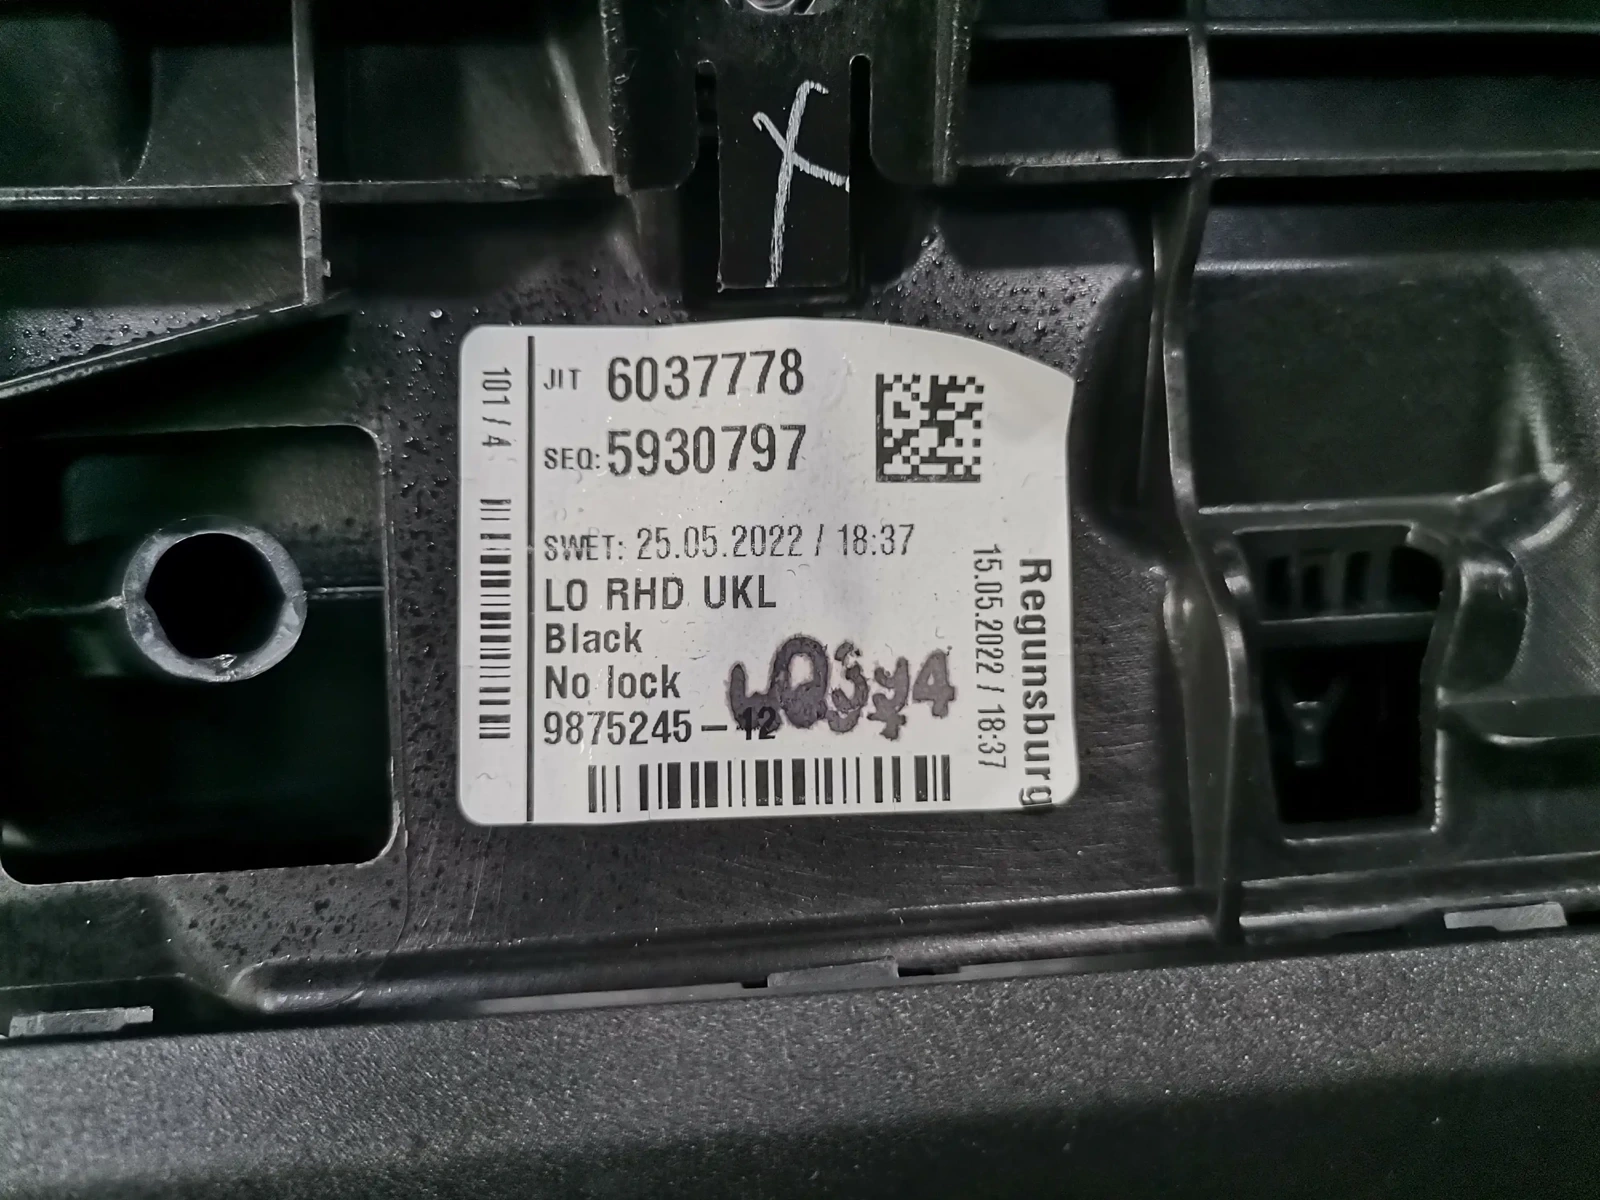 X
101 / 4
JIT 6037778
SEQ: 5930797
SWET: 25.05.2022 / 18:37
LO RHD UKL
Black
No lock
9875245-12
15.05.2022 / 18:37
Regunsburg